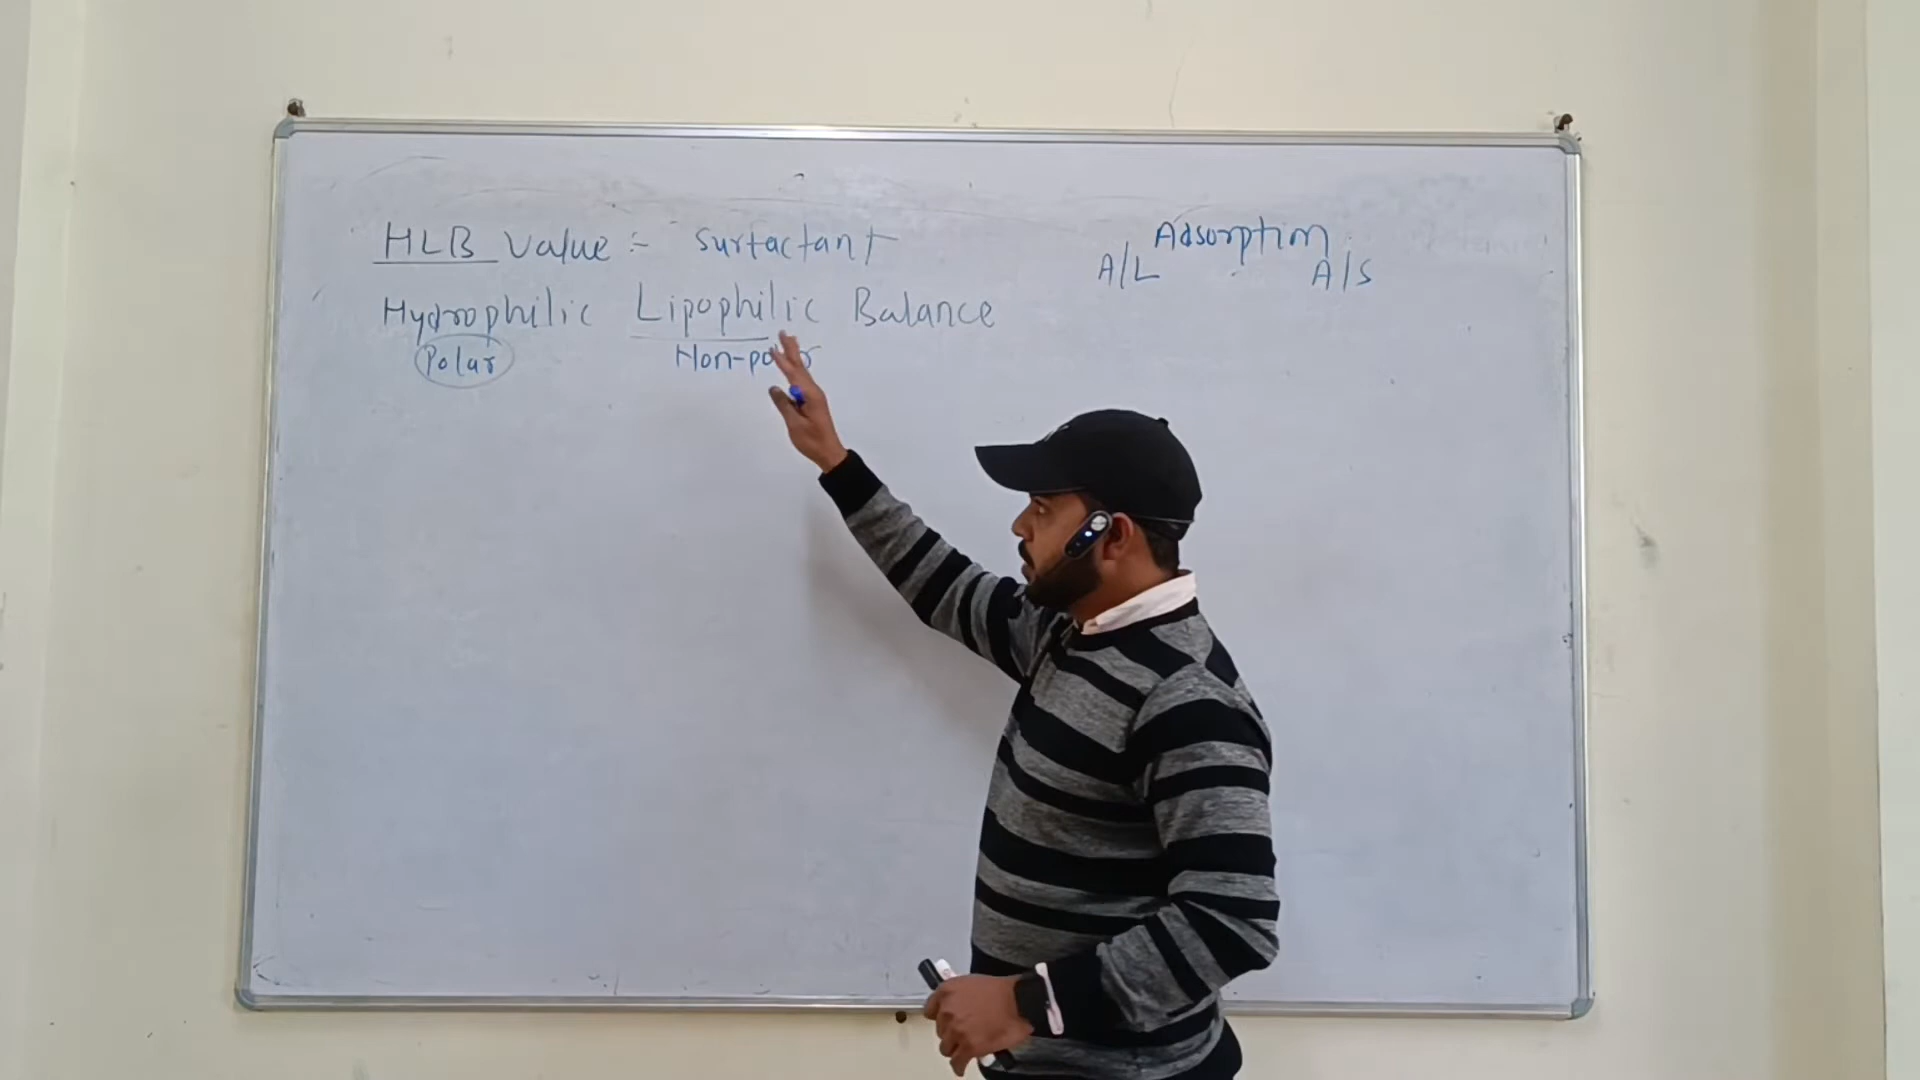 HLB Value :- Surfactant
Hydrophilic Lipophilic Balance
Polar Non-polar
Adsorption
A/L A/S